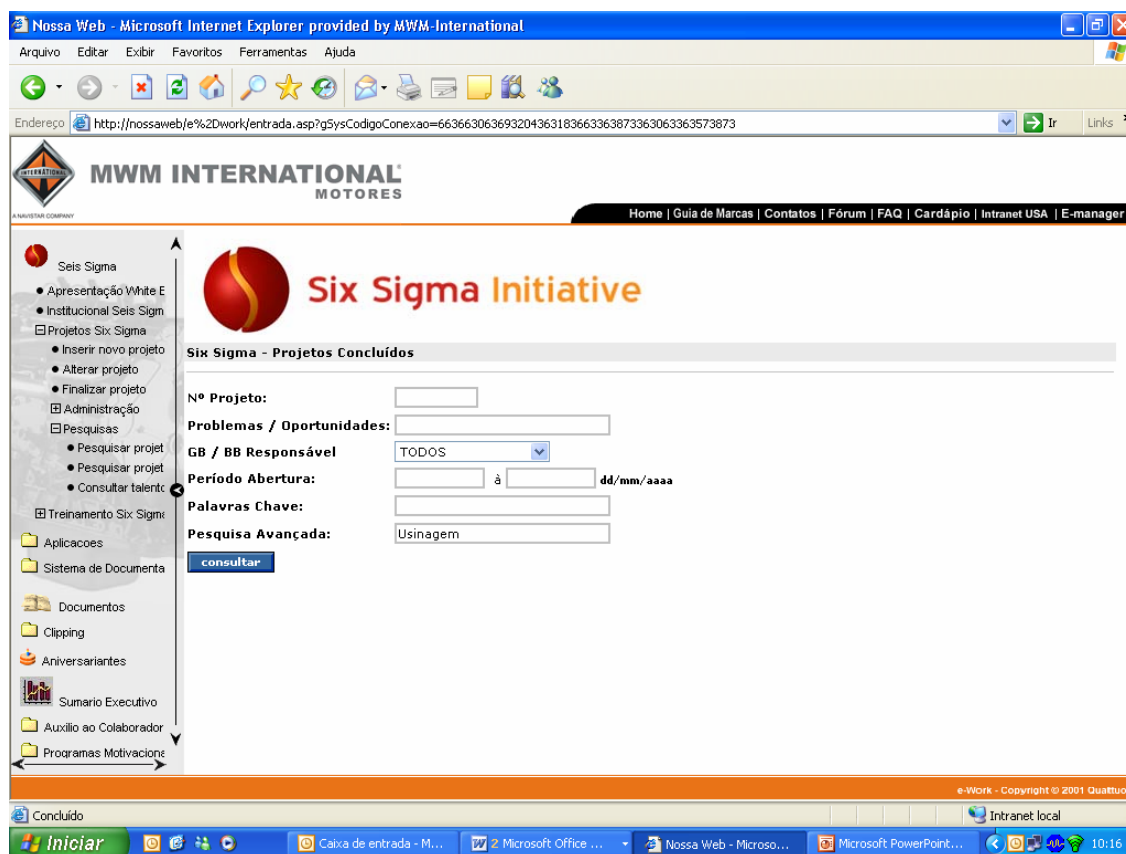 Nossa Web - Microsoft Internet Explorer provided by MWM-International
Arquivo Editar Exibir Favoritos Ferramentas Ajuda
Endereço http://nossaweb/e%2Dwork/entrada.asp?gSysCodigoConexao=6636630636932043631836633638733630633635738​73 Ir Links
INTERNATIONAL
MWM INTERNATIONAL
MOTORES
A NAVISTAR COMPANY
Home | Guia de Marcas | Contatos | Fórum | FAQ | Cardápio | Intranet USA | E-manager
Seis Sigma
Apresentação White E
Institucional Seis Sigm
Projetos Six Sigma
Inserir novo projeto
Alterar projeto
Finalizar projeto
Administração
Pesquisas
Pesquisar projet
Pesquisar projet
Consultar talento
Treinamento Six Sigma
Aplicacoes
Sistema de Documenta
Documentos
Clipping
Aniversariantes
Sumario Executivo
Auxilio ao Colaborador
Programas Motivaciona
Six Sigma Initiative
Six Sigma - Projetos Concluídos
Nº Projeto:
Problemas / Oportunidades:
GB / BB Responsável TODOS
Período Abertura: à dd/mm/aaaa
Palavras Chave:
Pesquisa Avançada: Usinagem
consultar
e-Work - Copyright © 2001 Quattuo
Concluído Intranet local
Iniciar Caixa de entrada - M... 2 Microsoft Office ... Nossa Web - Microso... Microsoft PowerPoint... 10:16